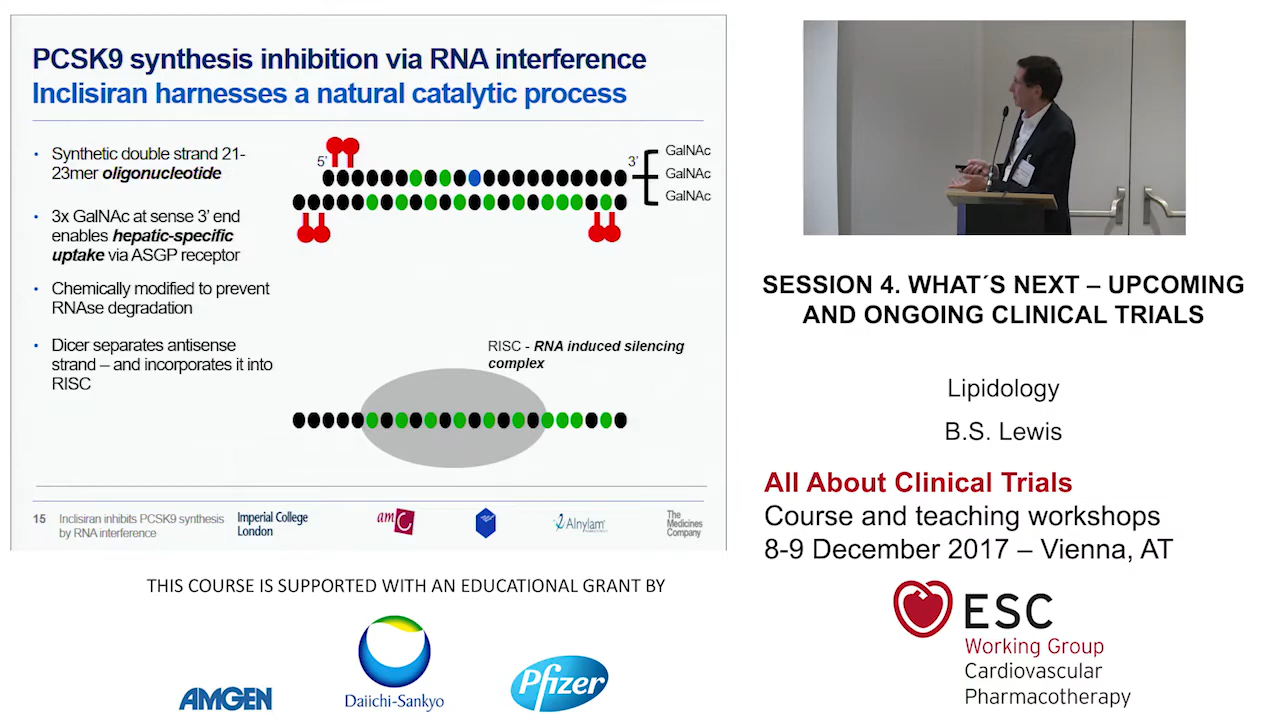 PCSK9 synthesis inhibition via RNA interference
Inclisiran harnesses a natural catalytic process
• Synthetic double strand 21-
23mer oligonucleotide
• 3x GalNAc at sense 3' end
enables hepatic-specific
uptake via ASGP receptor
• Chemically modified to prevent
RNAse degradation
• Dicer separates antisense
strand – and incorporates it into
RISC
5'
3'
GalNAc
GalNAc
GalNAc
RISC - RNA induced silencing
complex
15
Inclisiran inhibits PCSK9 synthesis
by RNA interference
Imperial College
London
amC
Alnylam
The
Medicines
Company
SESSION 4. WHAT´S NEXT – UPCOMING
AND ONGOING CLINICAL TRIALS
Lipidology
B.S. Lewis
All About Clinical Trials
Course and teaching workshops
8-9 December 2017 – Vienna, AT
ESC
Working Group
Cardiovascular
Pharmacotherapy
THIS COURSE IS SUPPORTED WITH AN EDUCATIONAL GRANT BY
AMGEN
Daiichi-Sankyo
Pfizer